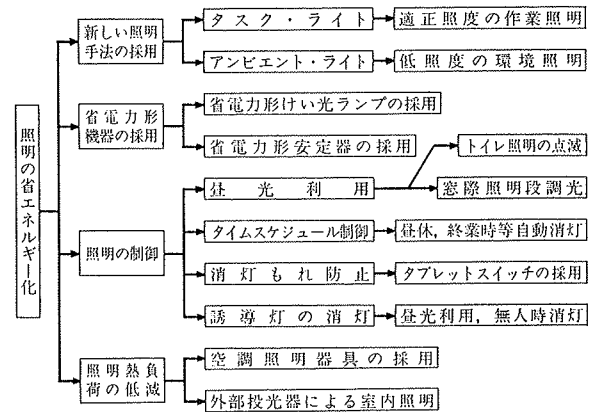 照明の省エネルギー化
新しい照明
手法の採用
タスク・ライト
適正照度の作業照明
アンビエント・ライト
低照度の環境照明
省電力形
機器の採用
省電力形けい光ランプの採用
省電力形安定器の採用
照明の制御
昼光利用
トイレ照明の点滅
窓際照明段調光
タイムスケジュール制御
昼休，終業時等自動消灯
消灯もれ防止
タブレットスイッチの採用
誘導灯の消灯
昼光利用，無人時消灯
照明熱負
荷の低減
空調照明器具の採用
外部投光器による室内照明